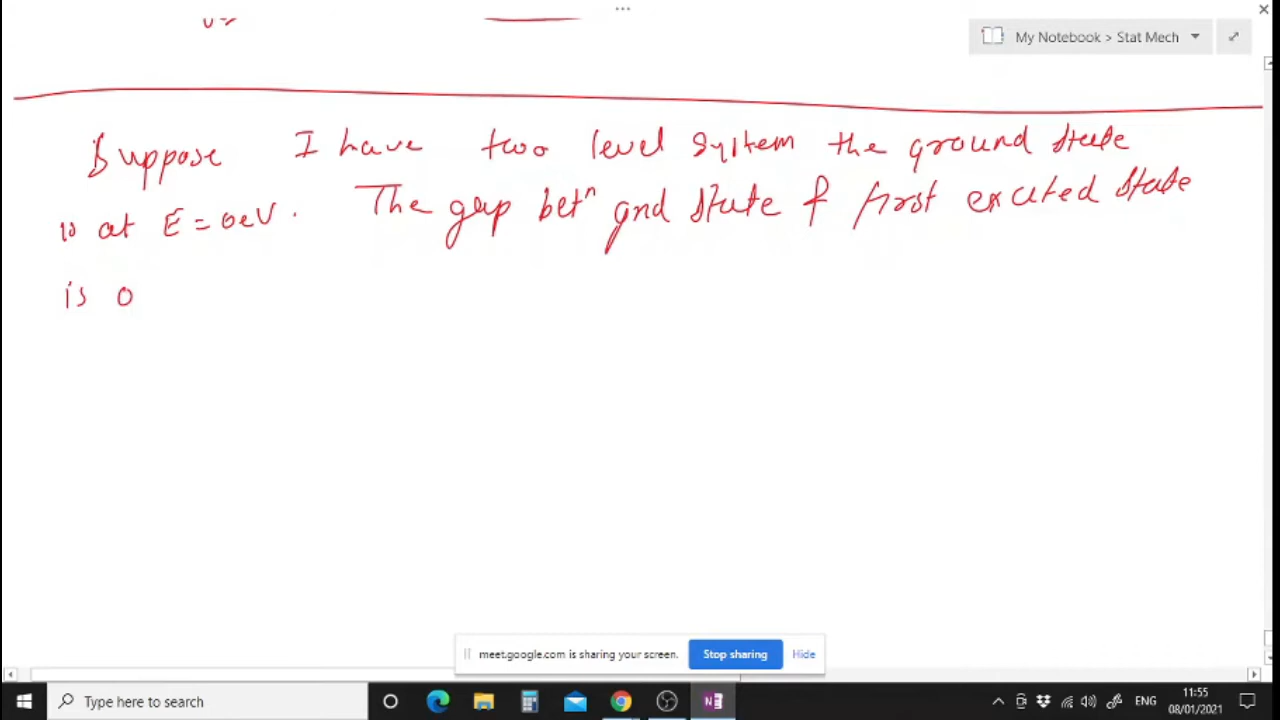 My Notebook > Stat Mech
Suppose I have two level system the ground state
is at E = 0eV. The gap betn gnd state & first excited state
is 0
meet.google.com is sharing your screen. Stop sharing Hide
Type here to search
ENG
11:55
08/01/2021